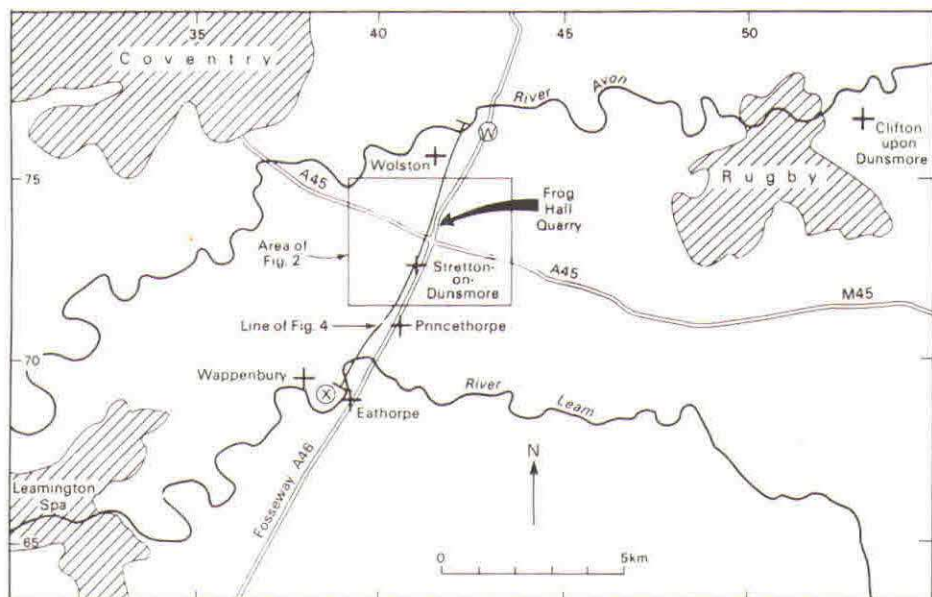 35
40
45
50
Coventry
River
Avon
W
Clifton
upon
Dunsmore
Wolston
75
A45
Rugby
Frog
Hall
Quarry
Area of
Fig. 2
A45
Stretton-
on-
Dunsmore
M45
Line of Fig. 4
Princethorpe
70
Wappenbury
X
River
Leam
Eathorpe
N
Fosseway A46
Leamington
Spa
65
0
5km